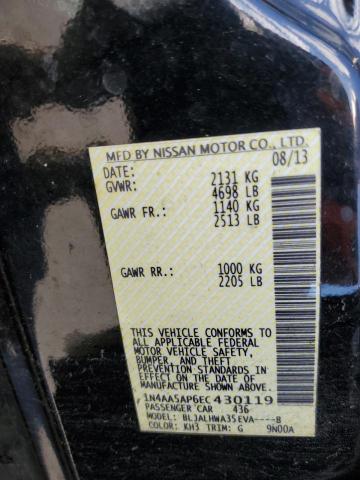 MFD BY NISSAN MOTOR CO., LTD.
DATE: 08/13
GVWR: 2131 KG
4698 LB
GAWR FR.: 1140 KG
2513 LB
GAWR RR.: 1000 KG
2205 LB
THIS VEHICLE CONFORMS TO
ALL APPLICABLE FEDERAL
MOTOR VEHICLE SAFETY,
BUMPER, AND THEFT
PREVENTION STANDARDS
IN EFFECT ON THE DATE OF
MANUFACTURE SHOWN ABOVE.
1N4AA5AP6EC430119
PASSENGER CAR 436
MODEL: BLJALHWA35EVA----B
COLOR: KH3 TRIM: G 9N00A